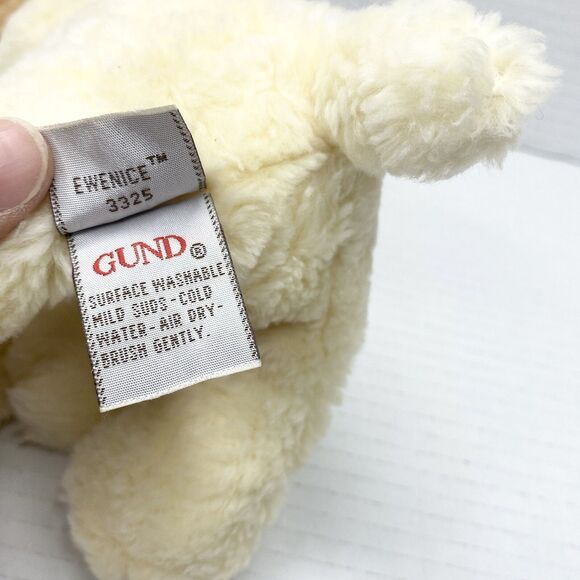 EWENICE™
3325
GUND®
SURFACE WASHABLE
MILD SUDS-COLD
WATER-AIR DRY-
BRUSH GENTLY.